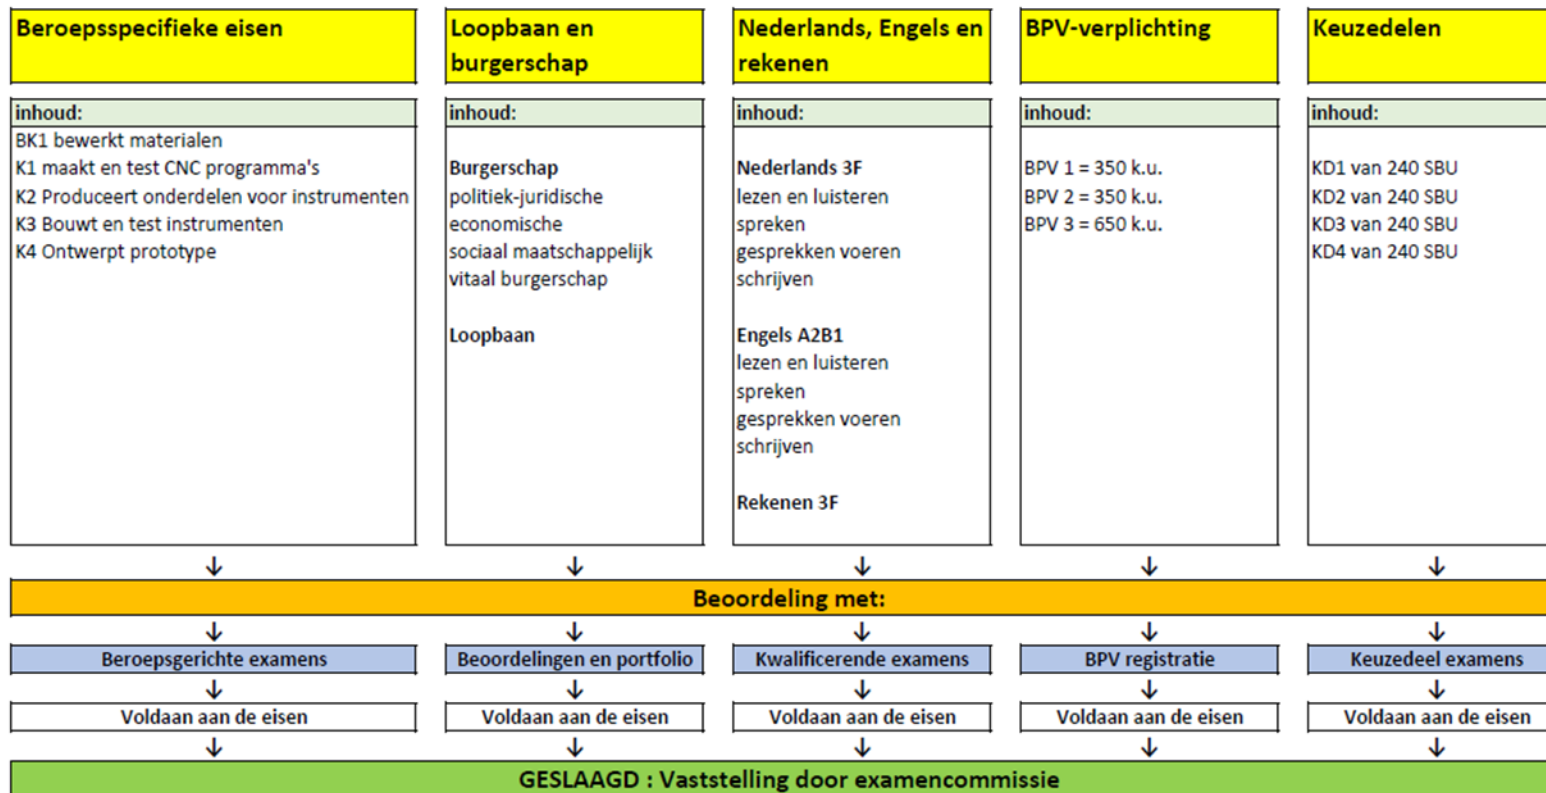 Beroepsspecifieke eisen
inhoud:
BK1 bewerkt materialen
K1 maakt en test CNC programma's
K2 Produceert onderdelen voor instrumenten
K3 Bouwt en test instrumenten
K4 Ontwerpt prototype
Loopbaan en
burgerschap
inhoud:
Burgerschap
politiek-juridische
economische
sociaal maatschappelijk
vitaal burgerschap
Loopbaan
Nederlands, Engels en
rekenen
inhoud:
Nederlands 3F
lezen en luisteren
spreken
gesprekken voeren
schrijven
Engels A2B1
lezen en luisteren
spreken
gesprekken voeren
schrijven
Rekenen 3F
BPV-verplichting
inhoud:
BPV 1 = 350 k.u.
BPV 2 = 350 k.u.
BPV 3 = 650 k.u.
Keuzedelen
inhoud:
KD1 van 240 SBU
KD2 van 240 SBU
KD3 van 240 SBU
KD4 van 240 SBU
Beoordeling met:
Beroepsgerichte examens
Beoordelingen en portfolio
Kwalificerende examens
BPV registratie
Keuzedeel examens
Voldaan aan de eisen
Voldaan aan de eisen
Voldaan aan de eisen
Voldaan aan de eisen
Voldaan aan de eisen
GESLAAGD : Vaststelling door examencommissie